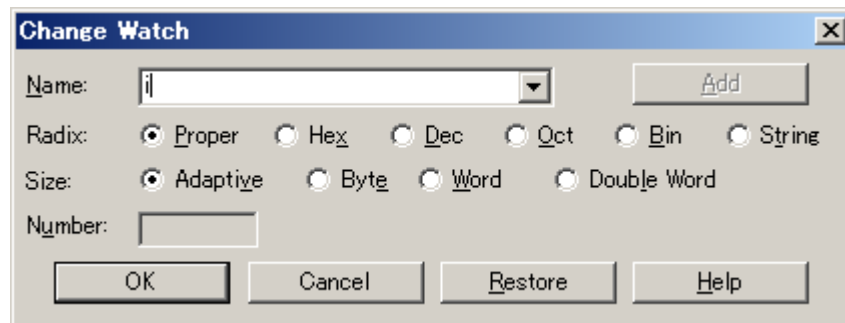 Change Watch
Name: i Add
Radix: Proper Hex Dec Oct Bin String
Size: Adaptive Byte Word Double Word
Number:
OK Cancel Restore Help